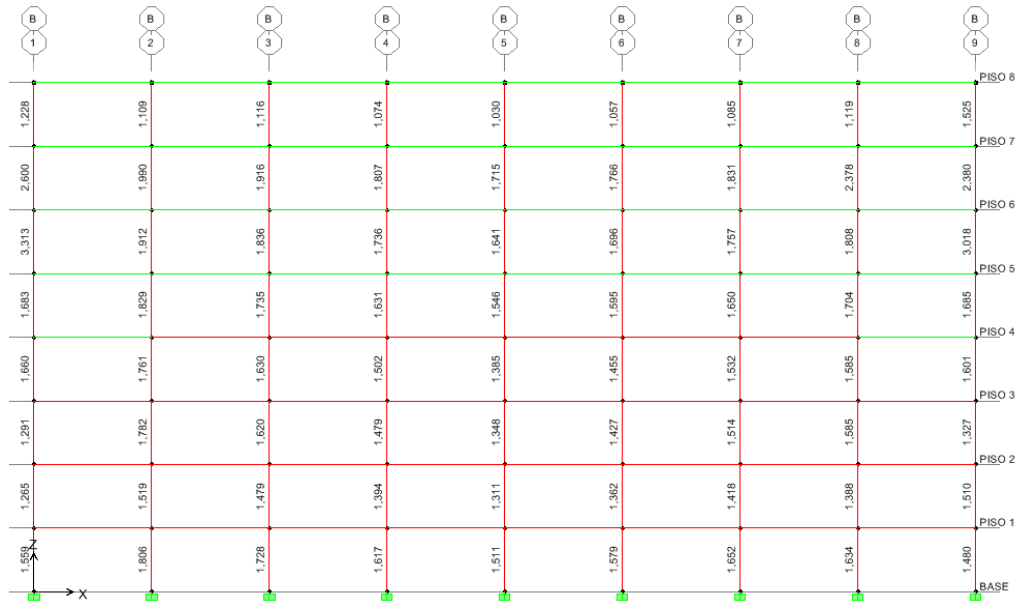 B B B B B B B B B
1 2 3 4 5 6 7 8 9
PISO 8
1,228 1,109 1,116 1,074 1,030 1,057 1,085 1,119 1,525
PISO 7
2,600 1,990 1,916 1,807 1,715 1,766 1,831 2,378 2,380
PISO 6
3,313 1,912 1,836 1,736 1,641 1,696 1,757 1,808 3,018
PISO 5
1,683 1,829 1,735 1,631 1,546 1,595 1,650 1,704 1,685
PISO 4
1,660 1,761 1,630 1,502 1,385 1,455 1,532 1,585 1,601
PISO 3
1,291 1,782 1,620 1,479 1,348 1,427 1,514 1,585 1,327
PISO 2
1,265 1,519 1,479 1,394 1,311 1,362 1,418 1,388 1,510
PISO 1
1,559 1,806 1,728 1,617 1,511 1,579 1,652 1,634 1,480
Z
BASE
X